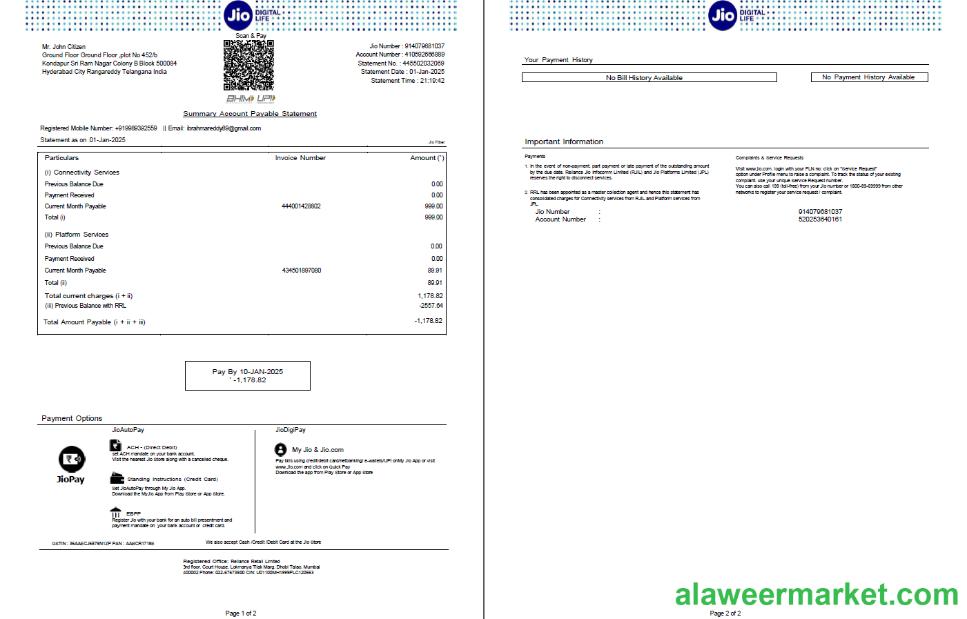 Jio DIGITAL LIFE
Scan & Pay
Mr. John Citizen
Ground Floor Ground Floor ,plot No 452/b
Kondapur Sri Ram Nagar Colony B Block 500084
Hyderabad City Rangareddy Telangana India
Jio Number : 914079681037
Account Number : 410692666889
Statement No. : 448502032069
Statement Date : 01-Jan-2025
Statement Time : 21:19:42
BHIM UPI
Summary Account Payable Statement
Registered Mobile Number: +919969382559 || Email: ibrahmareddy89@gmail.com
Statement as on :01-Jan-2025
Jio Fiber
Particulars Invoice Number Amount (`)
(i) Connectivity Services
Previous Balance Due 0.00
Payment Received 0.00
Current Month Payable 444001428602 999.00
Total (i) 999.00
(ii) Platform Services
Previous Balance Due 0.00
Payment Received 0.00
Current Month Payable 434601897080 89.91
Total (ii) 89.91
Total current charges (i + ii) 1,178.82
(iii) Previous Balance with RRL -2557.64
Total Amount Payable (i + ii + iii) -1,178.82
Pay By 10-JAN-2025
` -1,178.82
Payment Options
JioAutoPay
JioPay
ACH - (Direct Debit)
set ACH mandate on your bank account.
Visit the nearest Jio Store along with a cancelled cheque.
Standing Instructions (Credit Card)
Set JioAutoPay through My Jio App.
Download the MyJio App from Play Store or App Store.
EBPP
Register Jio with your bank for an auto bill presentment and
payment mandate on your bank account or credit card.
JioDigiPay
My Jio & Jio.com
Pay bills using credit/debit card/netbanking/ e-wallets/UPI on My Jio App or visit
www.jio.com and click on Quick Pay
Download the app from Play Store or App Store
We also accept Cash /Credit /Debit Card at the Jio Store
Registered Office: Reliance Retail Limited
3rd floor, Court House, Lokmanya Tilak Marg, Dhobi Talao, Mumbai
Page 1 of 2
Jio DIGITAL LIFE
Your Payment History
No Bill History Available
No Payment History Available
Important Information
Payments
1. In the event of non-payment, part payment or late payment of the outstanding amount
by the due date, Reliance Jio Infocomm Limited (RJIL) and Jio Platforms Limited (JPL)
reserves the right to disconnect services.
2. RRL has been appointed as a master collection agent and hence this statement has
consolidated charges for Connectivity services from RJIL and Platform services from
JPL.
Complaints & Service Requests
Visit www.jio.com, login with your PLN no; click on "Service Request"
option under Profile menu to raise a complaint. To track the status of your existing
complaint, use your unique Service Request number.
You can also call 199 (toll-free) from your Jio number or 1800-89-69999 from other
networks to register your service request / complaint.
Jio Number : 914079681037
Account Number : 520253640161
alaweermarket.com
Page 2 of 2